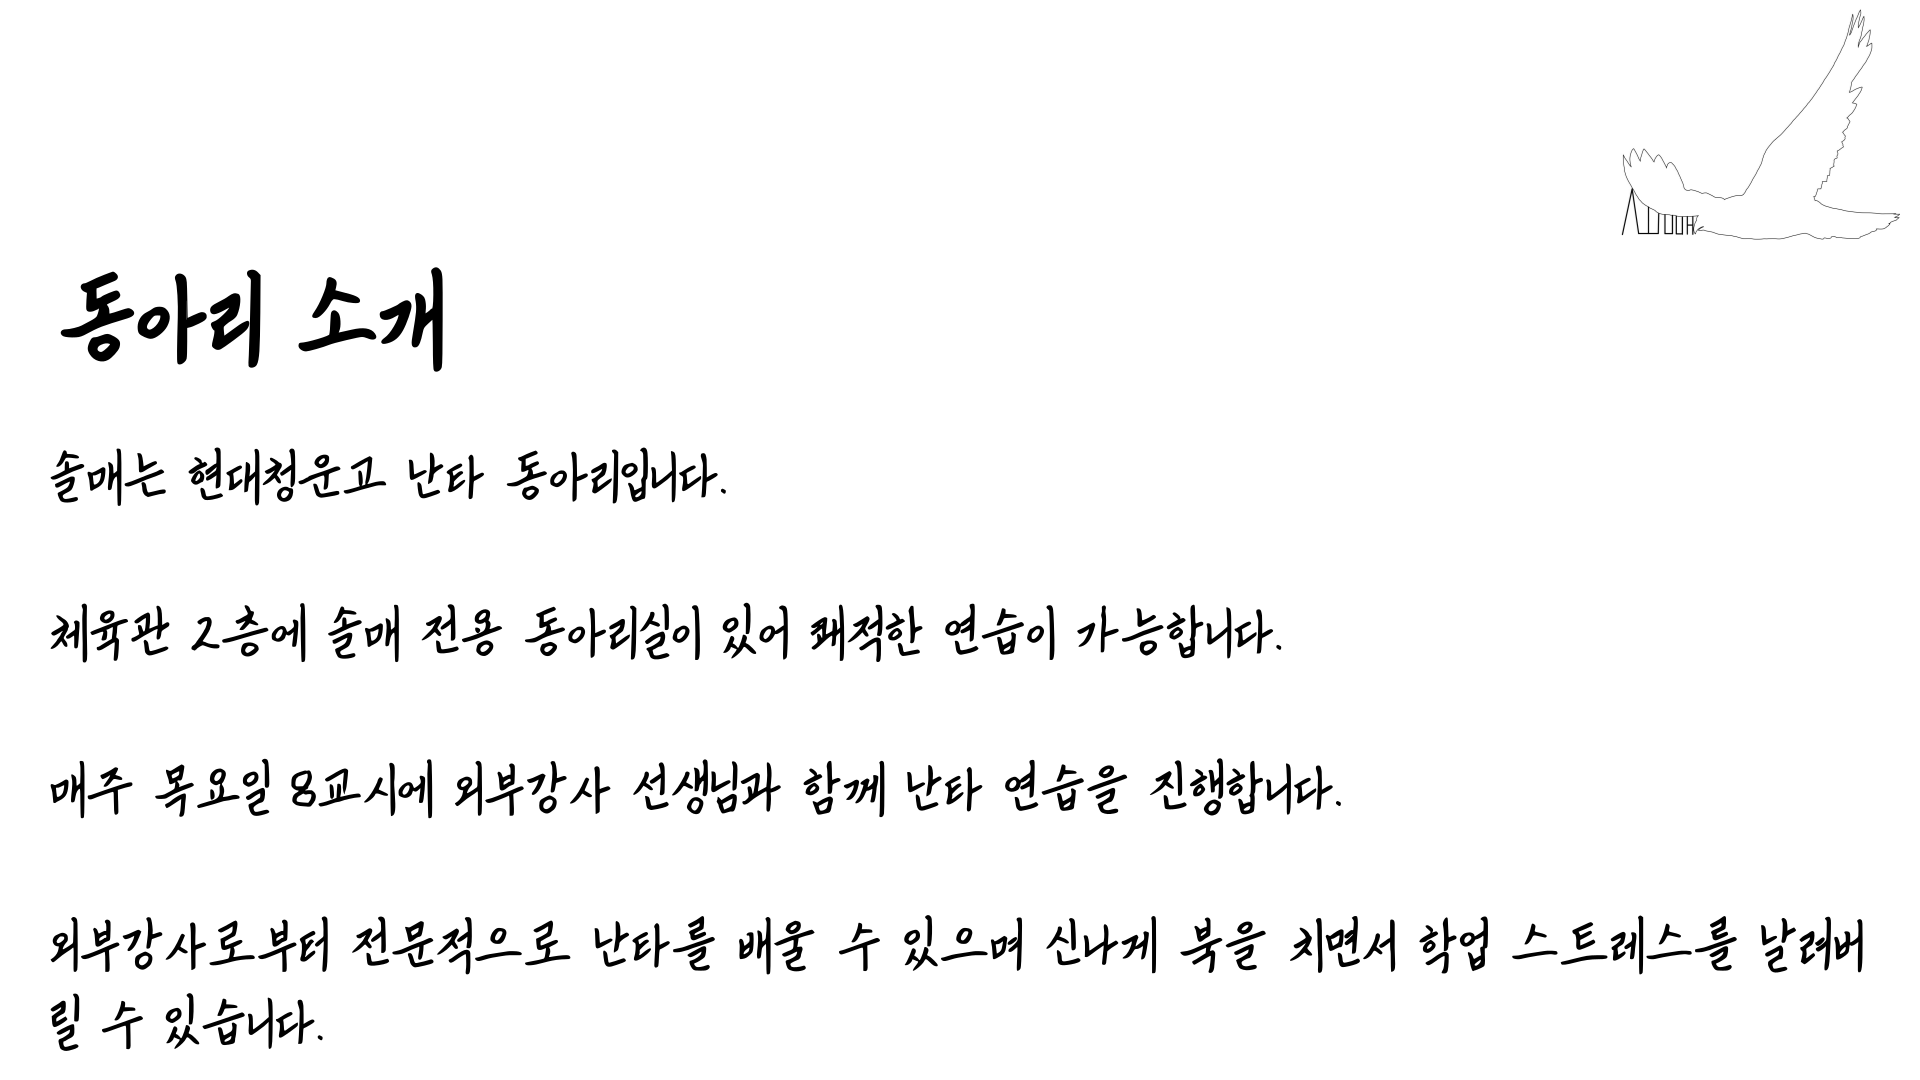 동아리 소개
솔매는 현대청운고 난타 동아리입니다.
체육관 2층에 솔매 전용 동아리실이 있어 쾌적한 연습이 가능합니다.
매주 목요일 8교시에 외부강사 선생님과 함께 난타 연습을 진행합니다.
외부강사로부터 전문적으로 난타를 배울 수 있으며 신나게 북을 치면서 학업 스트레스를 날려버
릴 수 있습니다.